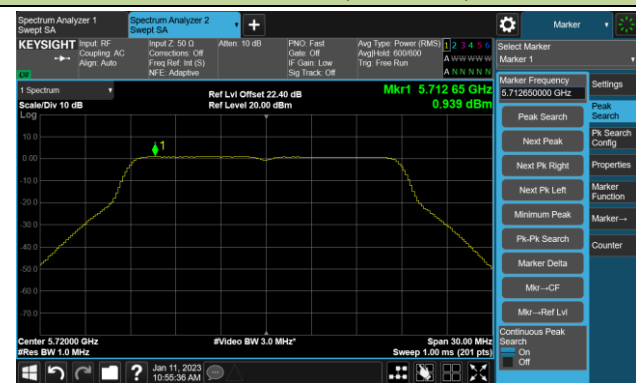 Spectrum Analyzer 1
Swept SA
Spectrum Analyzer 2
Swept SA
+
Marker
KEYSIGHT
Input: RF
Coupling: AC
Align: Auto
Input Z: 50 Ω
Corrections: Off
Freq Ref: Int (S)
NFE: Adaptive
Atten: 10 dB
PNO: Fast
Gate: Off
IF Gain: Low
Sig Track: Off
Avg Type: Power (RMS)
Avg|Hold: 600/600
Trig: Free Run
1 2 3 4 5 6
A W W W W W
A N N N N N
Select Marker
Marker 1
1 Spectrum
Scale/Div 10 dB
Log
Ref Lvl Offset 22.40 dB
Ref Level 20.00 dBm
Mkr1 5.712 65 GHz
0.939 dBm
10.0
0.00
-10.0
-20.0
-30.0
-40.0
-50.0
-60.0
-70.0
1
Center 5.72000 GHz
#Res BW 1.0 MHz
#Video BW 3.0 MHz*
Span 30.00 MHz
Sweep 1.00 ms (201 pts)
Marker Frequency
5.712650000 GHz
Peak Search
Next Peak
Next Pk Right
Next Pk Left
Minimum Peak
Pk-Pk Search
Marker Delta
Mkr→CF
Mkr→Ref Lvl
Continuous Peak
Search
On
Off
Settings
Peak
Search
Pk Search
Config
Properties
Marker
Function
Marker→
Counter
?
Jan 11, 2023
10:55:36 AM